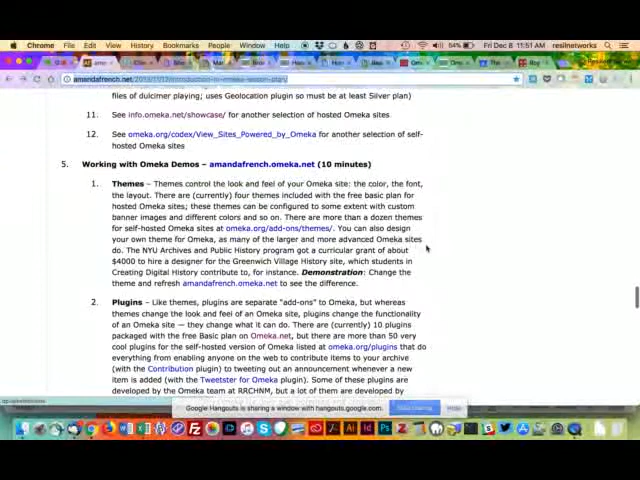 Chrome File Edit View History Bookmarks People Window Help 54% Fri Dec 8 11:51 AM resilnetworks
amandafrench.net/2013/11/12/introduction-to-omeka-lesson-plan/
files of dulcimer playing; uses Geolocation plugin so must be at least Silver plan)
11. See info.omeka.net/showcase/ for another selection of hosted Omeka sites
12. See omeka.org/codex/View_Sites_Powered_by_Omeka for another selection of self-
hosted Omeka sites
5. Working with Omeka Demos – amandafrench.omeka.net (10 minutes)
1. Themes – Themes control the look and feel of your Omeka site: the color, the font,
the layout. There are (currently) four themes included with the free basic plan for
hosted Omeka sites; these themes can be configured to some extent with custom
banner images and different colors and so on. There are more than a dozen themes
for self-hosted Omeka sites at omeka.org/add-ons/themes/. You can also design
your own theme for Omeka, as many of the larger and more advanced Omeka sites
do. The NYU Archives and Public History program got a curricular grant of about
$4000 to hire a designer for the Greenwich Village History site, which students in
Creating Digital History contribute to, for instance. Demonstration: Change the
theme and refresh amandafrench.omeka.net to see the difference.
2. Plugins – Like themes, plugins are separate "add-ons" to Omeka, but whereas
themes change the look and feel of an Omeka site, plugins change the functionality
of an Omeka site — they change what it can do. There are (currently) 10 plugins
packaged with the free Basic plan on Omeka.net, but there are more than 50 very
cool plugins for the self-hosted version of Omeka listed at omeka.org/plugins that do
everything from enabling anyone on the web to contribute items to your archive
(with the Contribution plugin) to tweeting out an announcement whenever a new
item is added (with the Tweetster for Omeka plugin). Some of these plugins are
developed by the Omeka team at RRCHNM, but a lot of them are developed by
Google Hangouts is sharing a window with hangouts.google.com. Stop sharing Hide